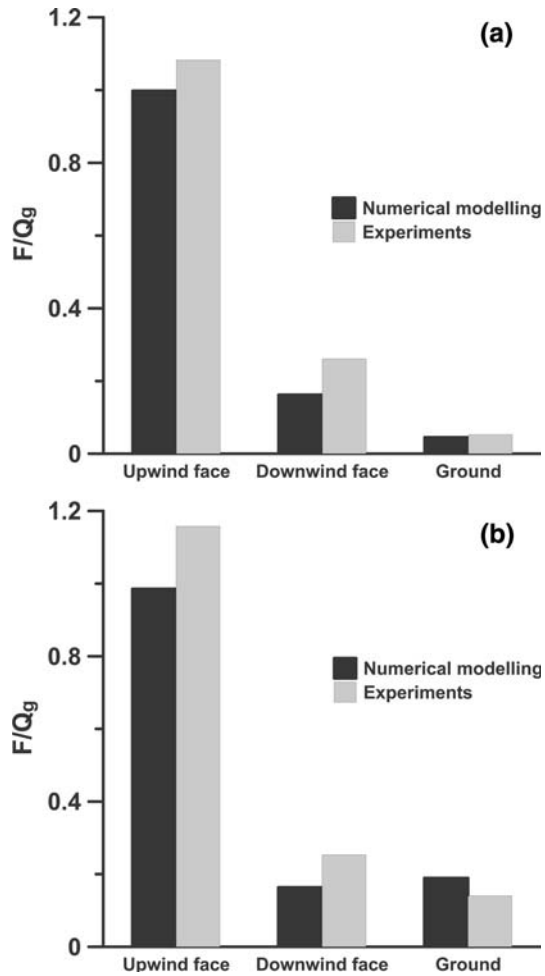 (a)
1.2
0.8
0.4
0
F/Qg
Numerical modelling
Experiments
Upwind face Downwind face Ground
(b)
1.2
0.8
0.4
0
F/Qg
Numerical modelling
Experiments
Upwind face Downwind face Ground